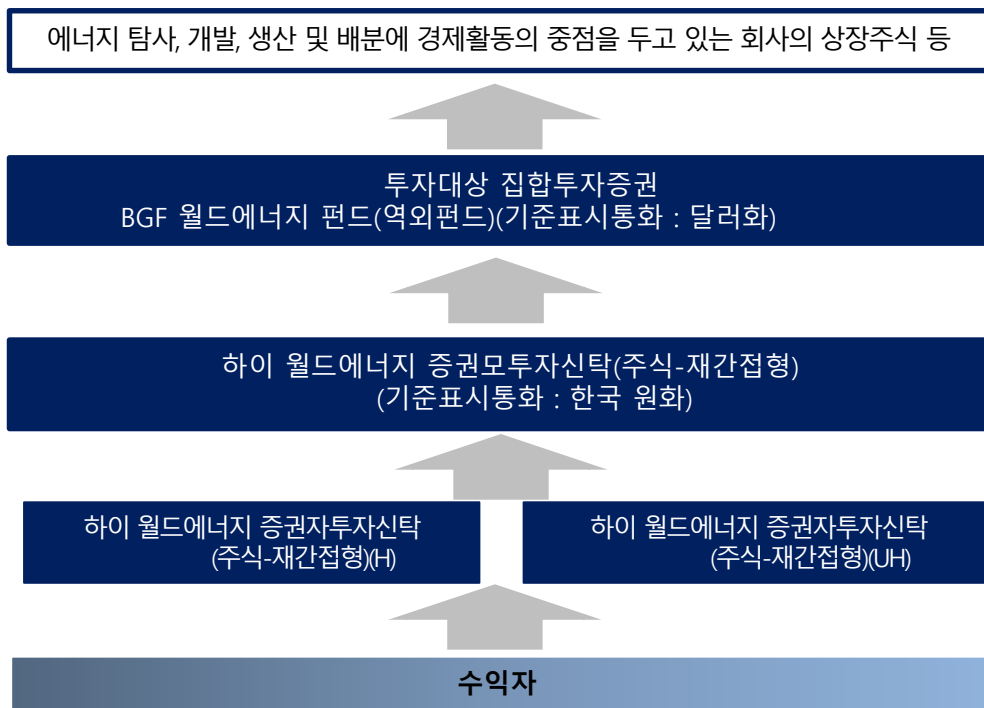 에너지 탐사, 개발, 생산 및 배분에 경제활동의 중점을 두고 있는 회사의 상장주식 등
투자대상 집합투자증권
BGF 월드에너지 펀드(역외펀드)(기준표시통화 : 달러화)
하이 월드에너지 증권모투자신탁(주식-재간접형)
(기준표시통화 : 한국 원화)
하이 월드에너지 증권자투자신탁
(주식-재간접형)(H)
하이 월드에너지 증권자투자신탁
(주식-재간접형)(UH)
수익자